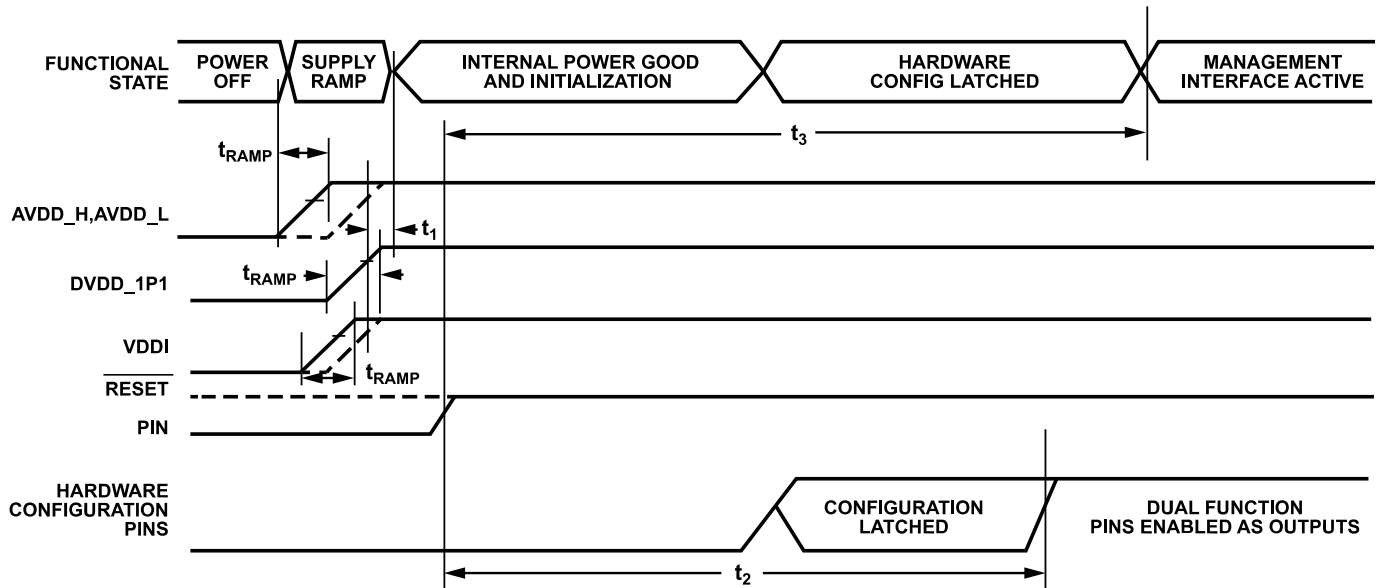 FUNCTIONAL
STATE
POWER
OFF
SUPPLY
RAMP
INTERNAL POWER GOOD
AND INITIALIZATION
HARDWARE
CONFIG LATCHED
MANAGEMENT
INTERFACE ACTIVE
t3
tRAMP
AVDD_H,AVDD_L
t1
tRAMP
DVDD_1P1
VDDI
tRAMP
RESET
PIN
HARDWARE
CONFIGURATION
PINS
CONFIGURATION
LATCHED
DUAL FUNCTION
PINS ENABLED AS OUTPUTS
t2